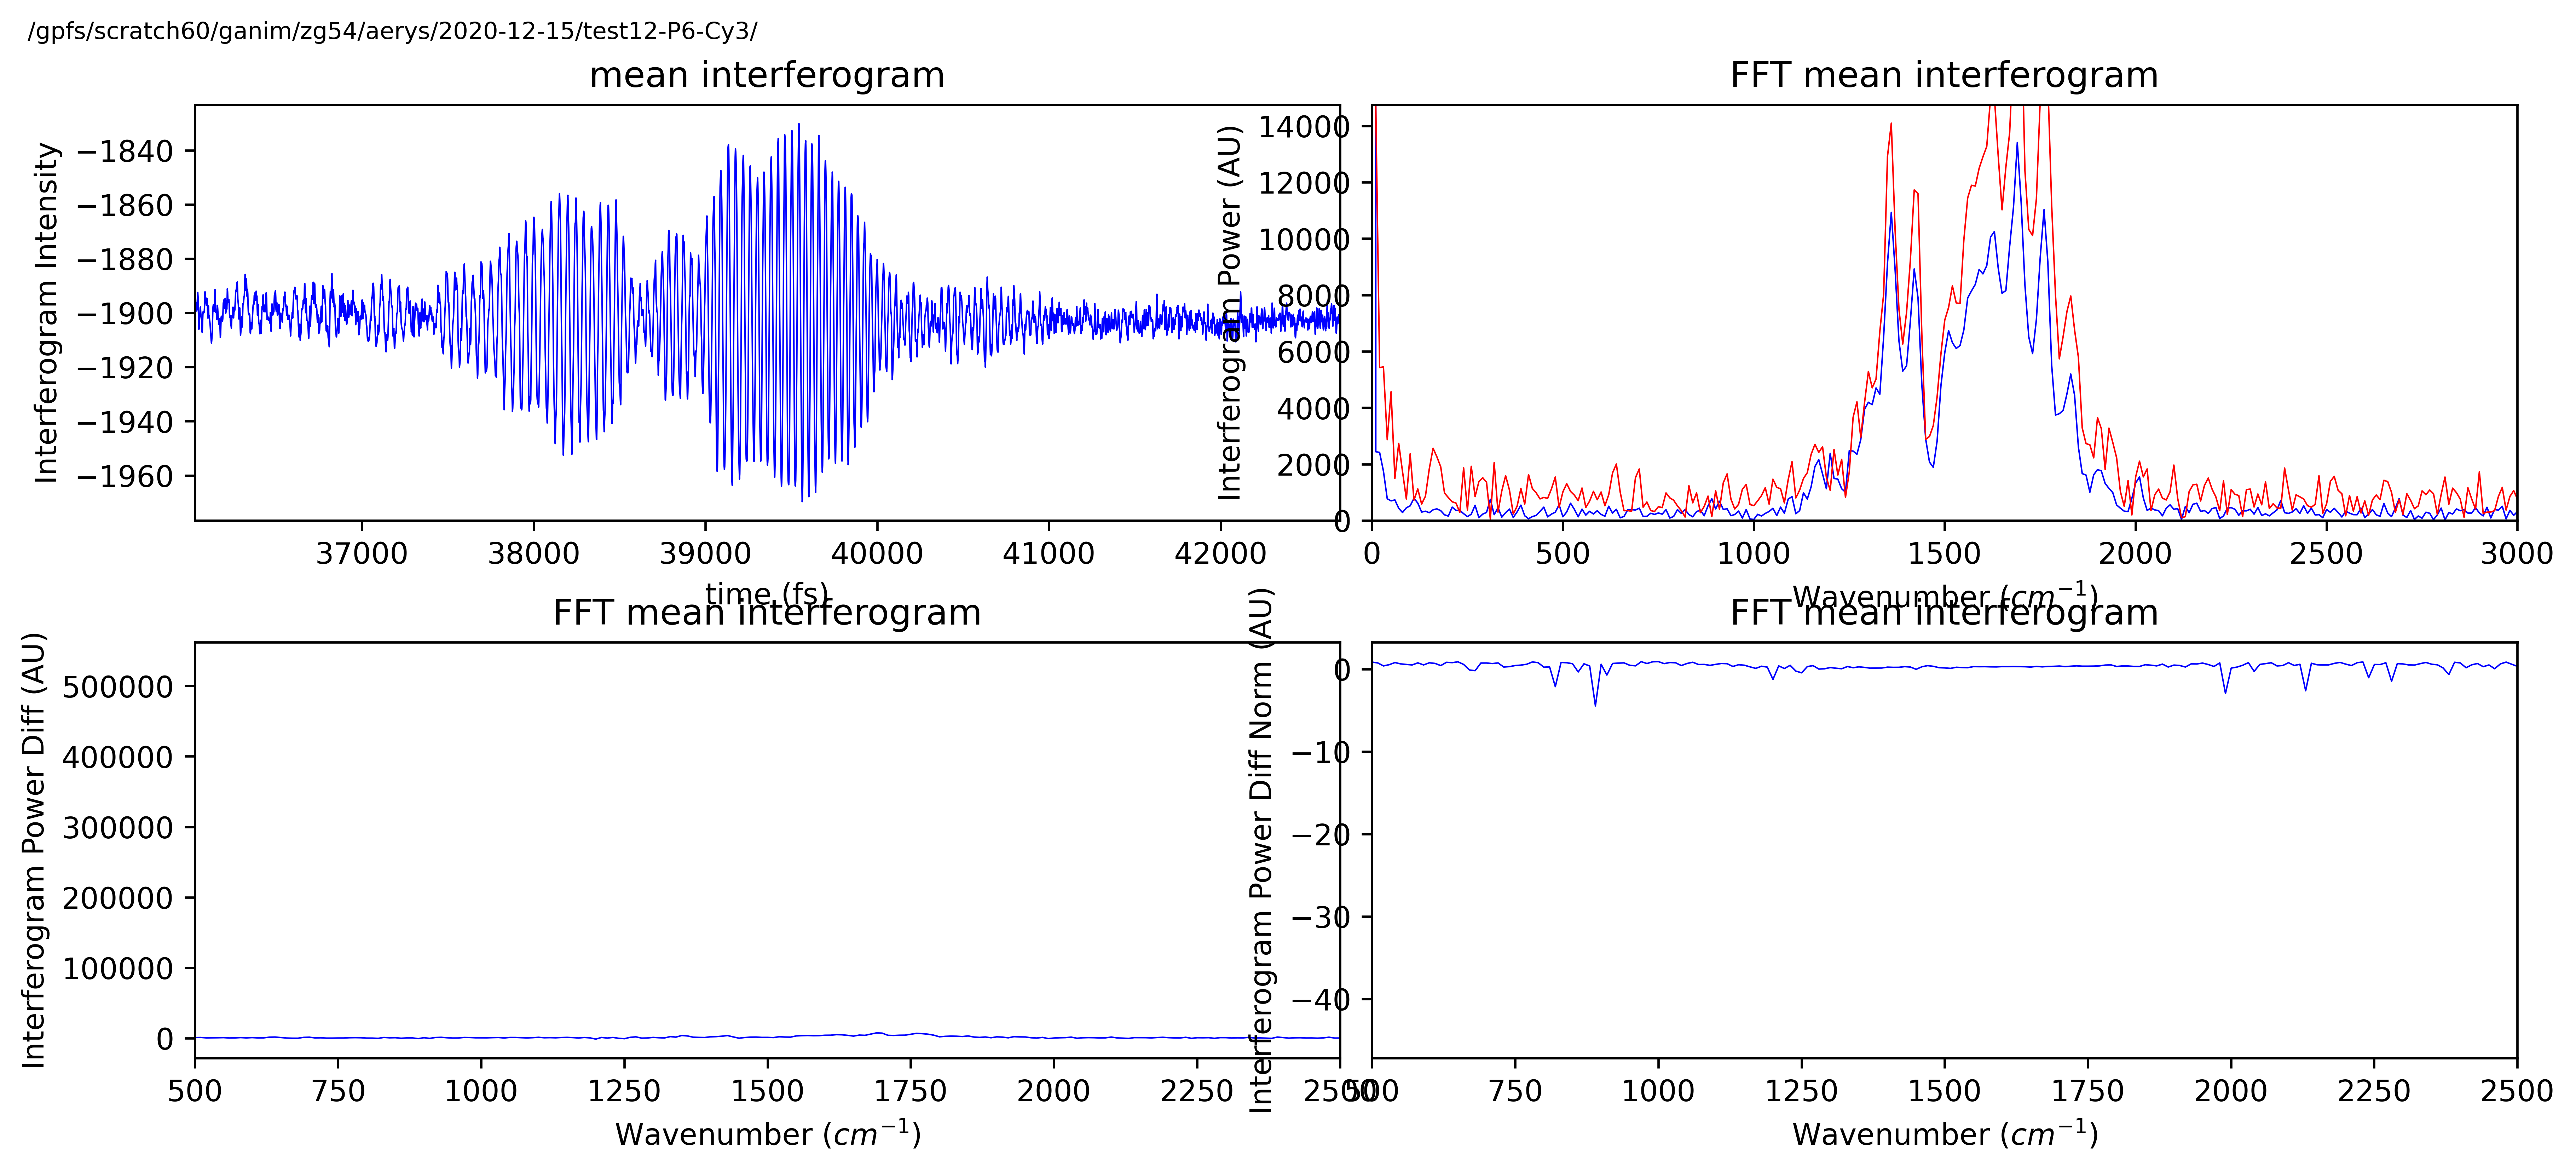 /gpfs/scratch60/ganim/zg54/aerys/2020-12-15/test12-P6-Cy3/
mean interferogram
Interferogram Intensity
−1840
−1860
−1880
−1900
−1920
−1940
−1960
37000 38000 39000 40000 41000 42000
time (fs)
FFT mean interferogram
Interferogram Power (AU)
14000
12000
10000
8000
6000
4000
2000
0
0 500 1000 1500 2000 2500 3000
Wavenumber (cm⁻¹)
FFT mean interferogram
Interferogram Power Diff (AU)
500000
400000
300000
200000
100000
0
500 750 1000 1250 1500 1750 2000 2250 2500
Wavenumber (cm⁻¹)
FFT mean interferogram
Interferogram Power Diff Norm (AU)
0
−10
−20
−30
−40
500 750 1000 1250 1500 1750 2000 2250 2500
Wavenumber (cm⁻¹)